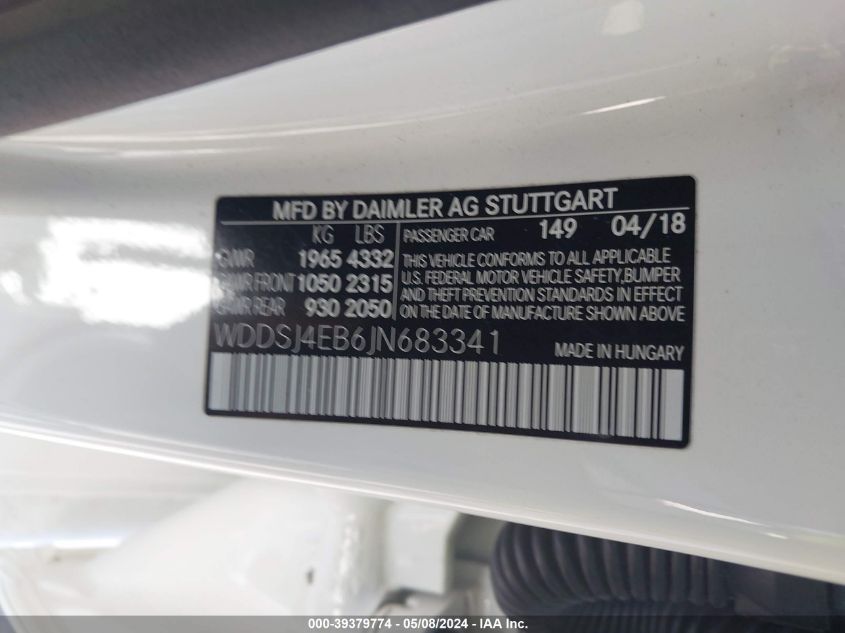 MFD BY DAIMLER AG STUTTGART
KG LBS
GVWR 1965 4332
GAWR FRONT 1050 2315
GAWR REAR 930 2050
PASSENGER CAR 149 04/18
THIS VEHICLE CONFORMS TO ALL APPLICABLE
U.S. FEDERAL MOTOR VEHICLE SAFETY,BUMPER
AND THEFT PREVENTION STANDARDS IN EFFECT
ON THE DATE OF MANUFACTURE SHOWN ABOVE
WDDSJ4EB6JN683341
MADE IN HUNGARY
000-39379774 — 05/08/2024 — IAAI Inc.